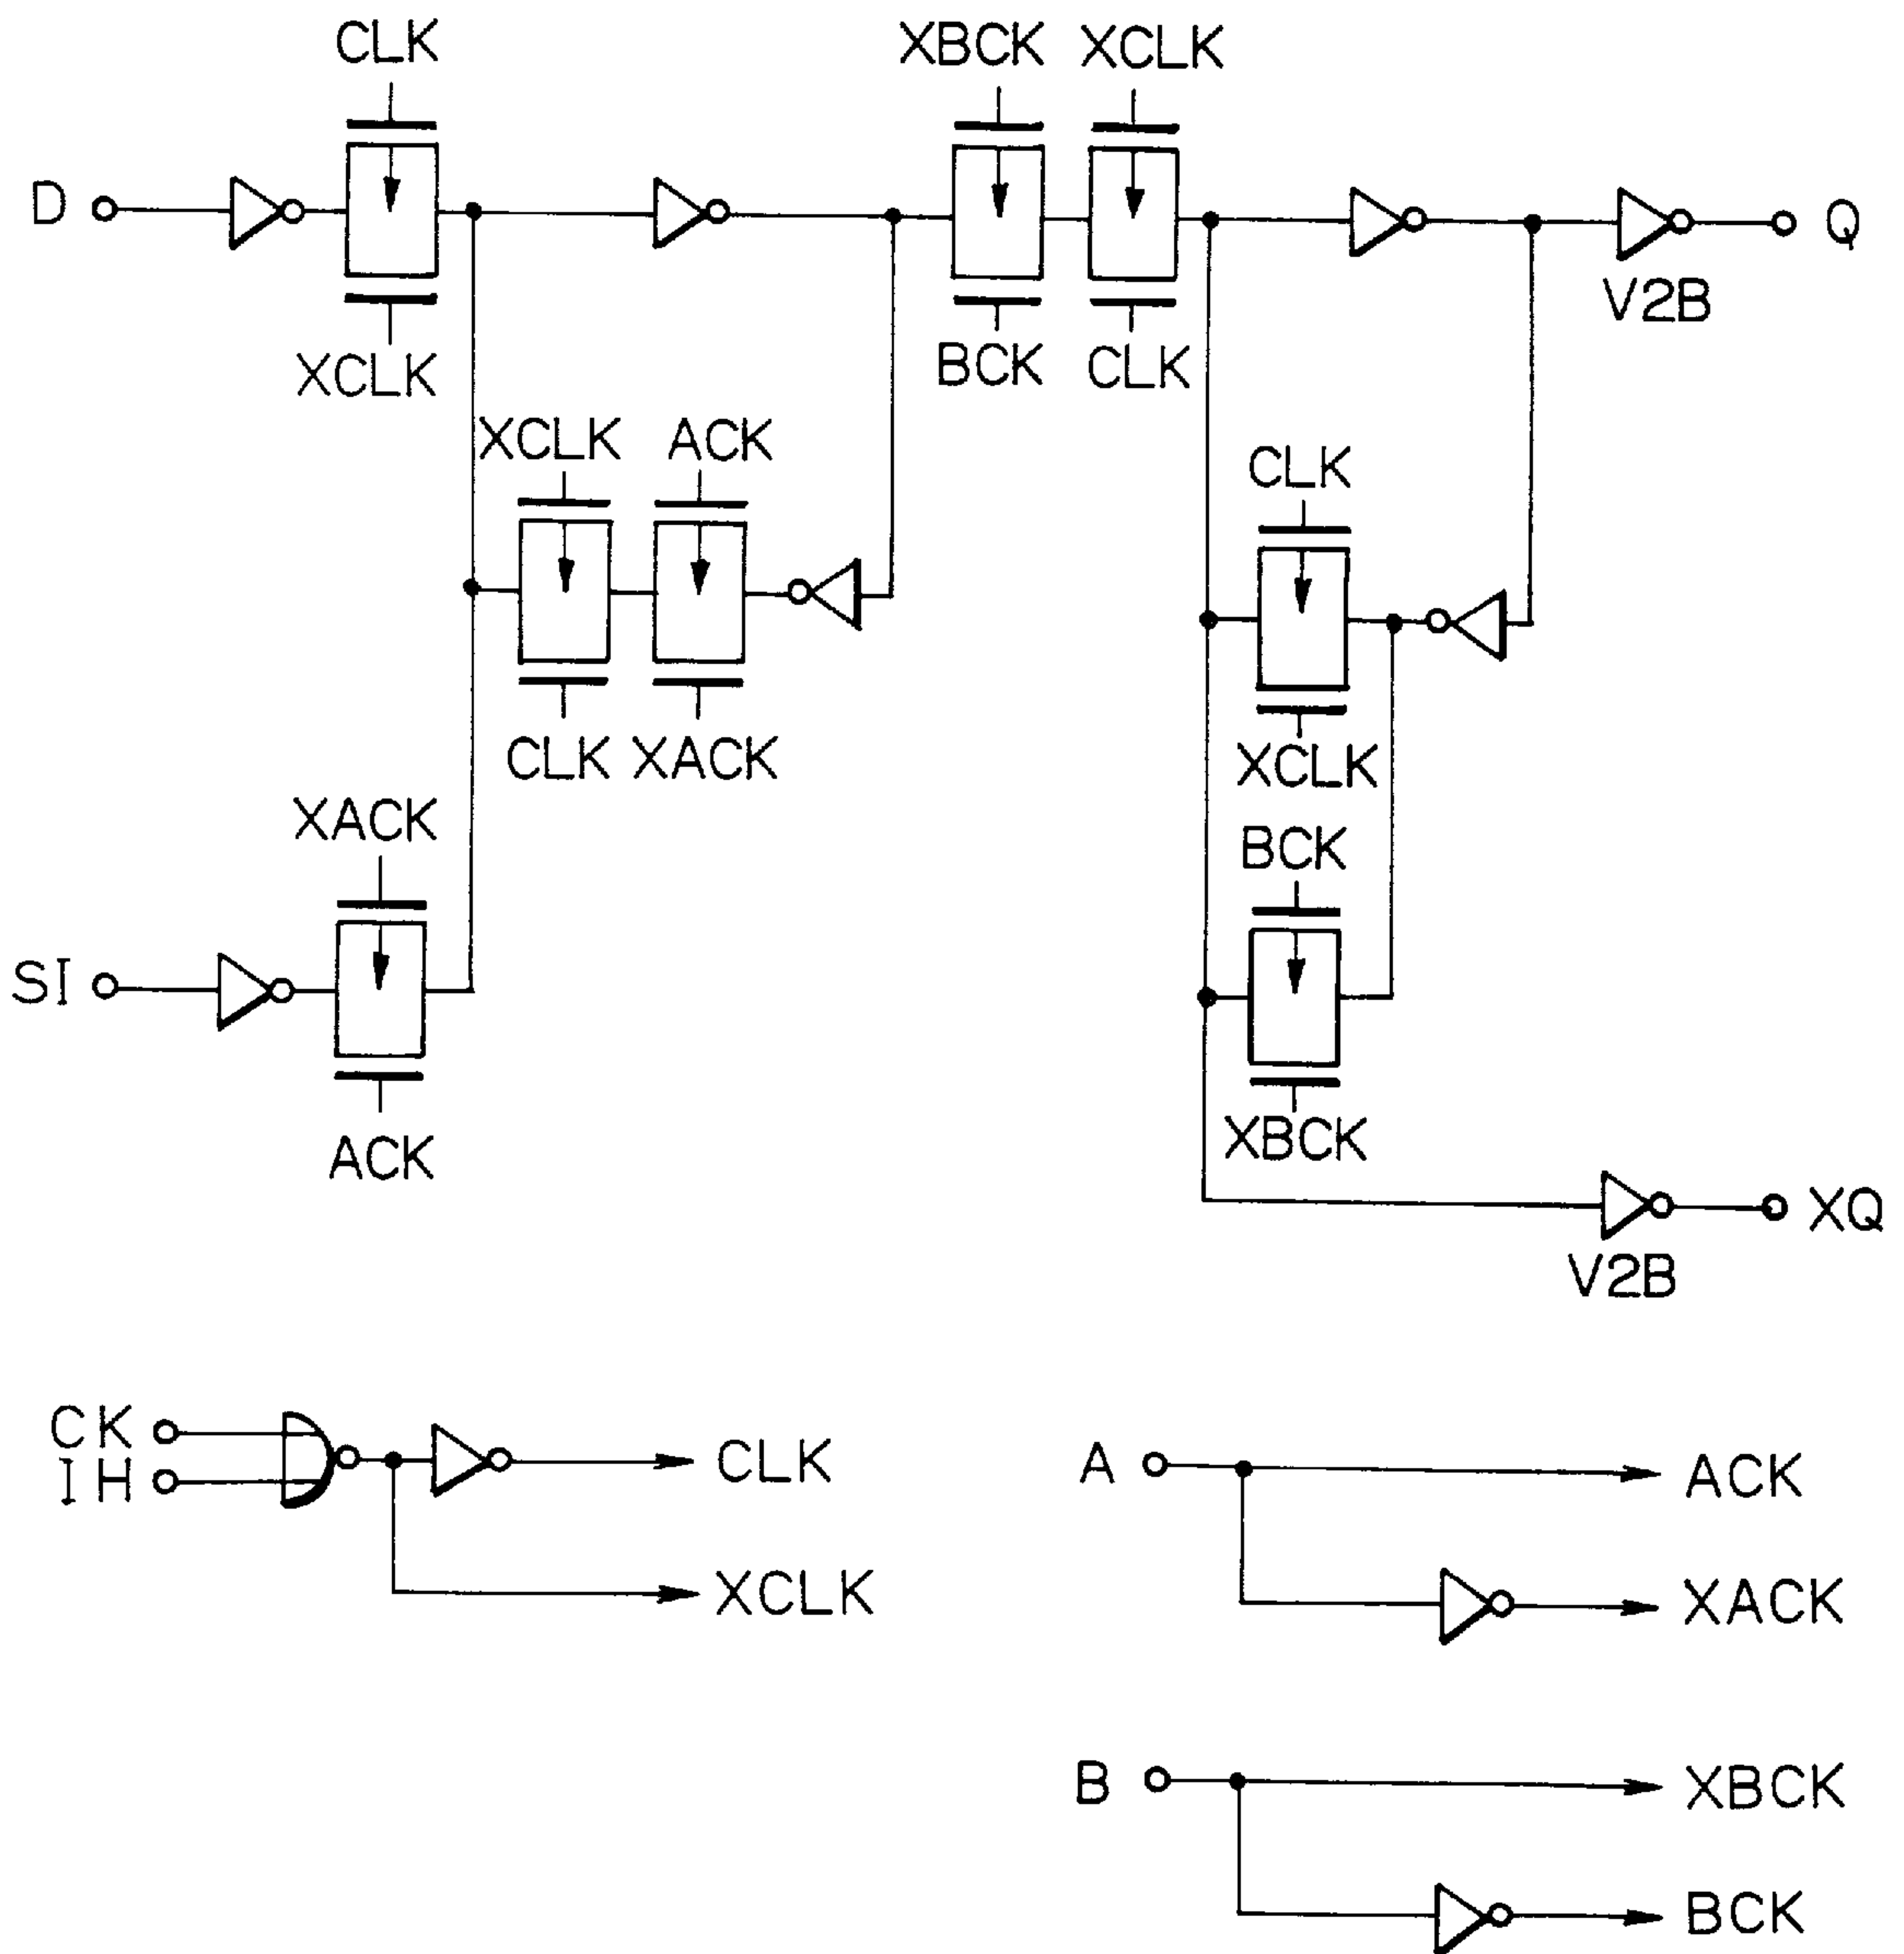 CLK
XBCK XCLK
D
Q
V2B
XCLK
BCK CLK
XCLK ACK
CLK
CLK XACK
XCLK
XACK
BCK
SI
ACK
XBCK
XQ
V2B
CK
IH
CLK
XCLK
A
ACK
XACK
B
XBCK
BCK